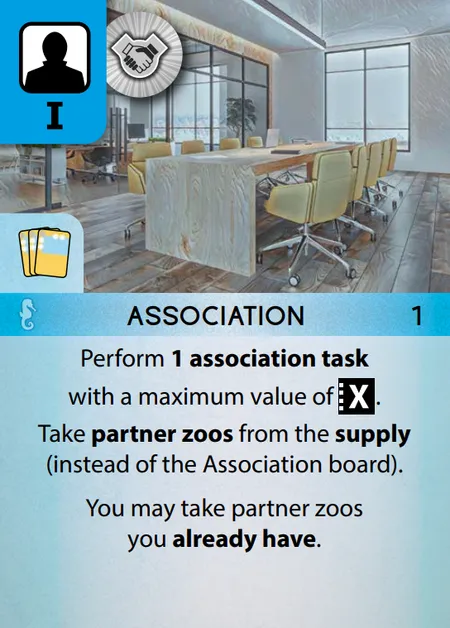 I
ASSOCIATION 1
Perform 1 association task
with a maximum value of X.
Take partner zoos from the supply
(instead of the Association board).
You may take partner zoos
you already have.